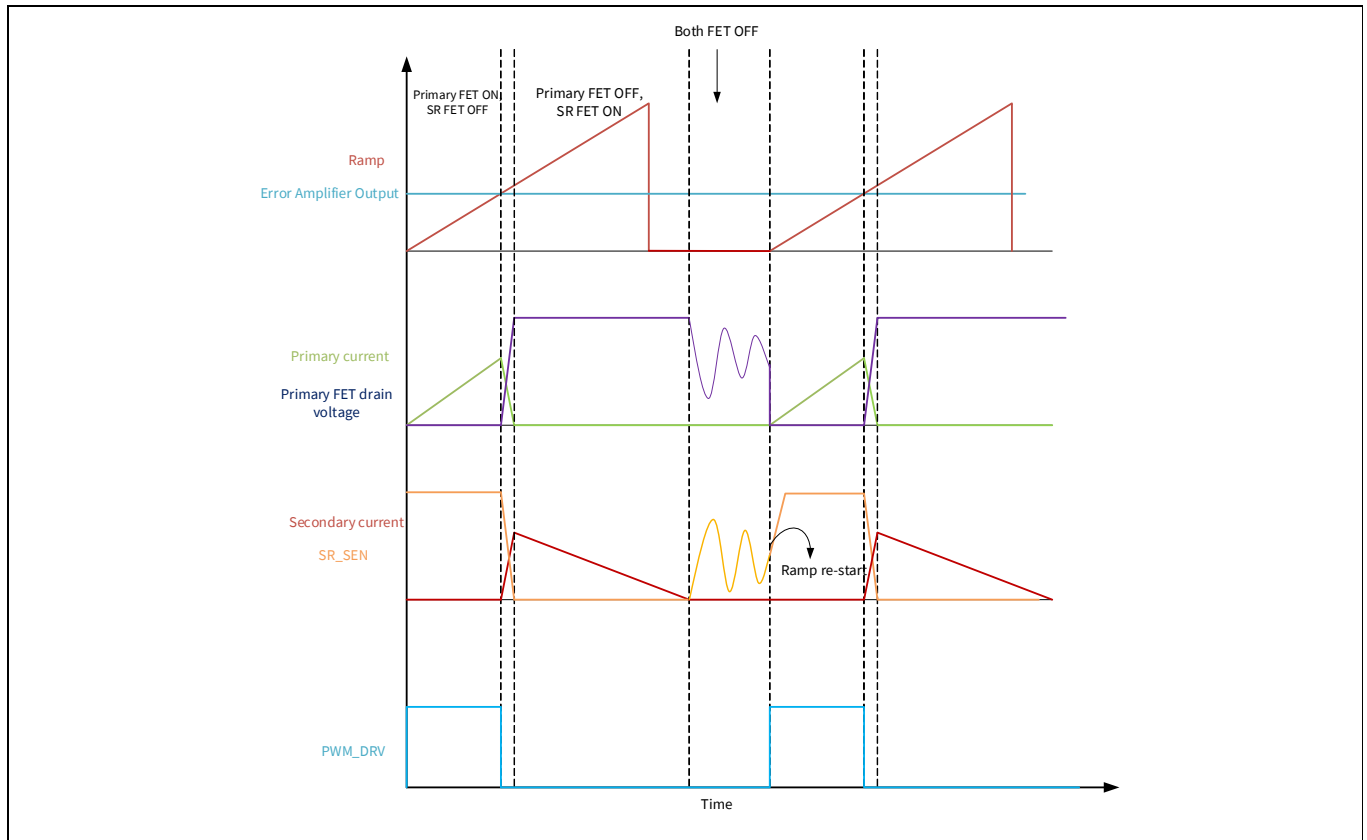 Both FET OFF
Primary FET ON,
SR FET OFF
Primary FET OFF,
SR FET ON
Ramp
Error Amplifier Output
Primary current
Primary FET drain
voltage
Secondary current
SR_SEN
Ramp re-start
PWM_DRV
Time